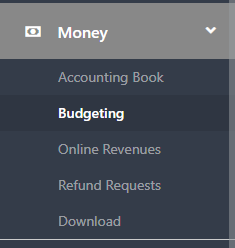 Money
Accounting Book
Budgeting
Online Revenues
Refund Requests
Download